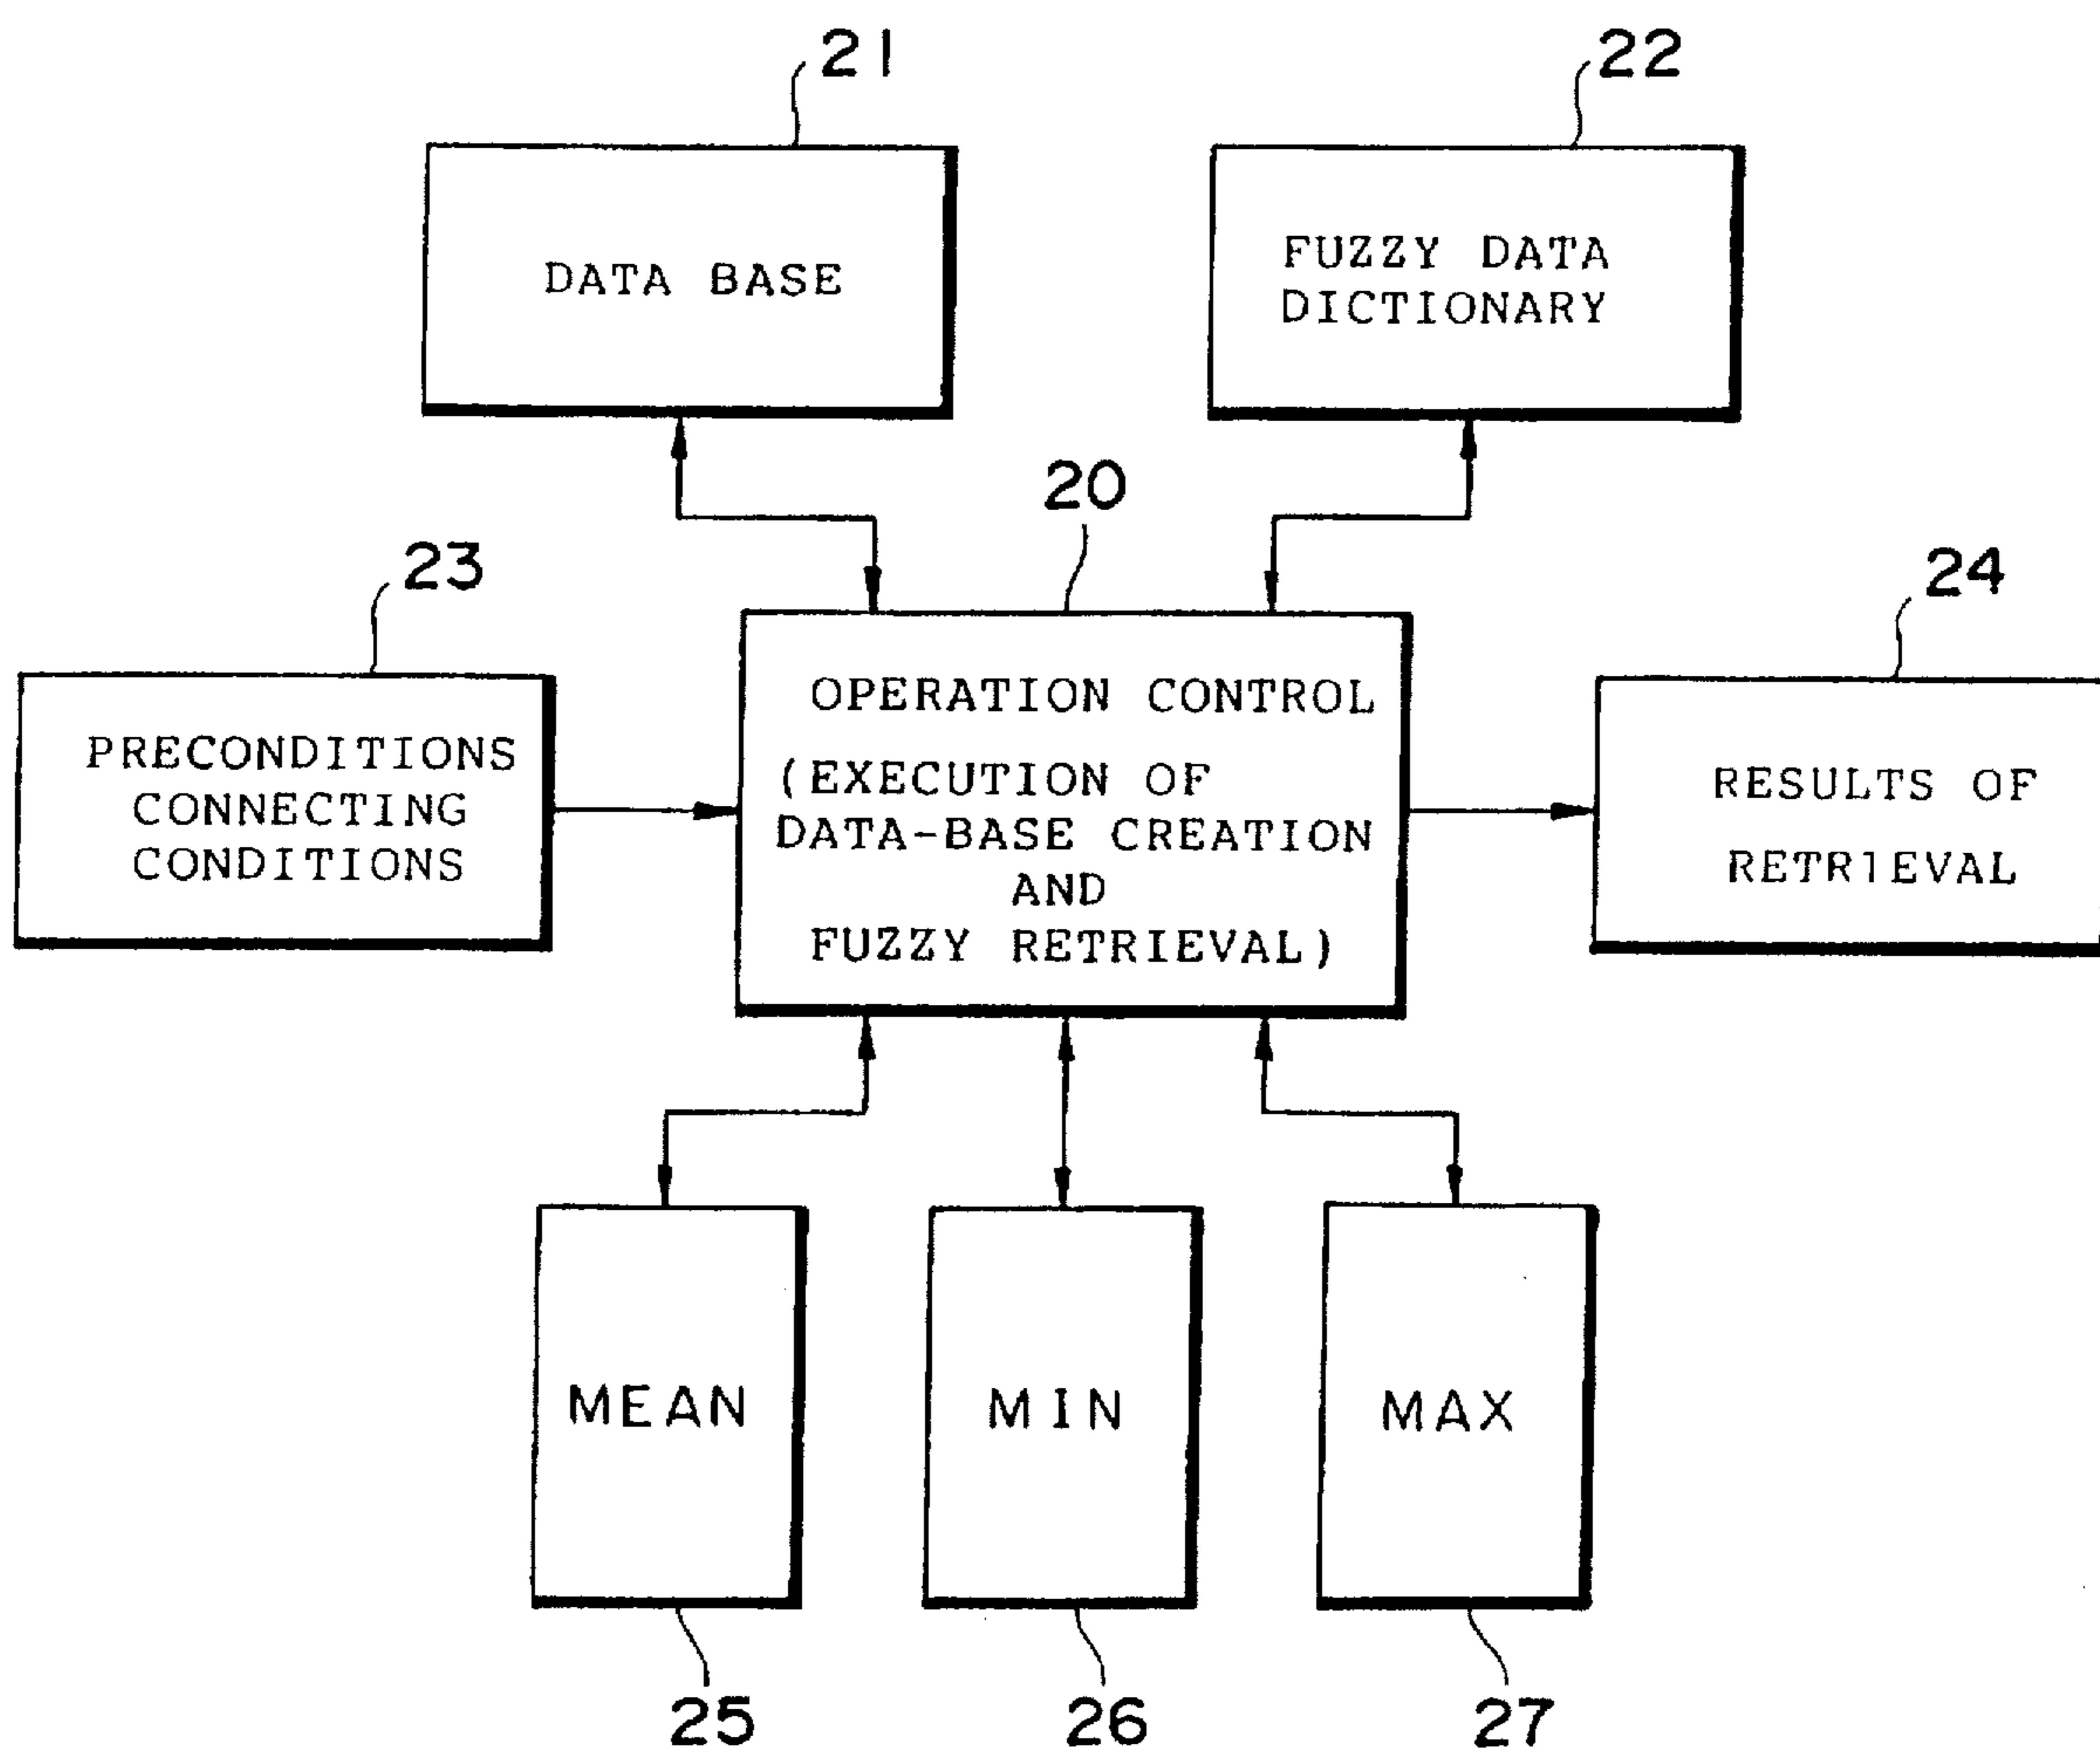 21
22
DATA BASE
FUZZY DATA
DICTIONARY
20
23
24
PRECONDITIONS
CONNECTING
CONDITIONS
OPERATION CONTROL
(EXECUTION OF
DATA-BASE CREATION
AND
FUZZY RETRIEVAL)
RESULTS OF
RETRIEVAL
MEAN
MIN
MAX
25
26
27